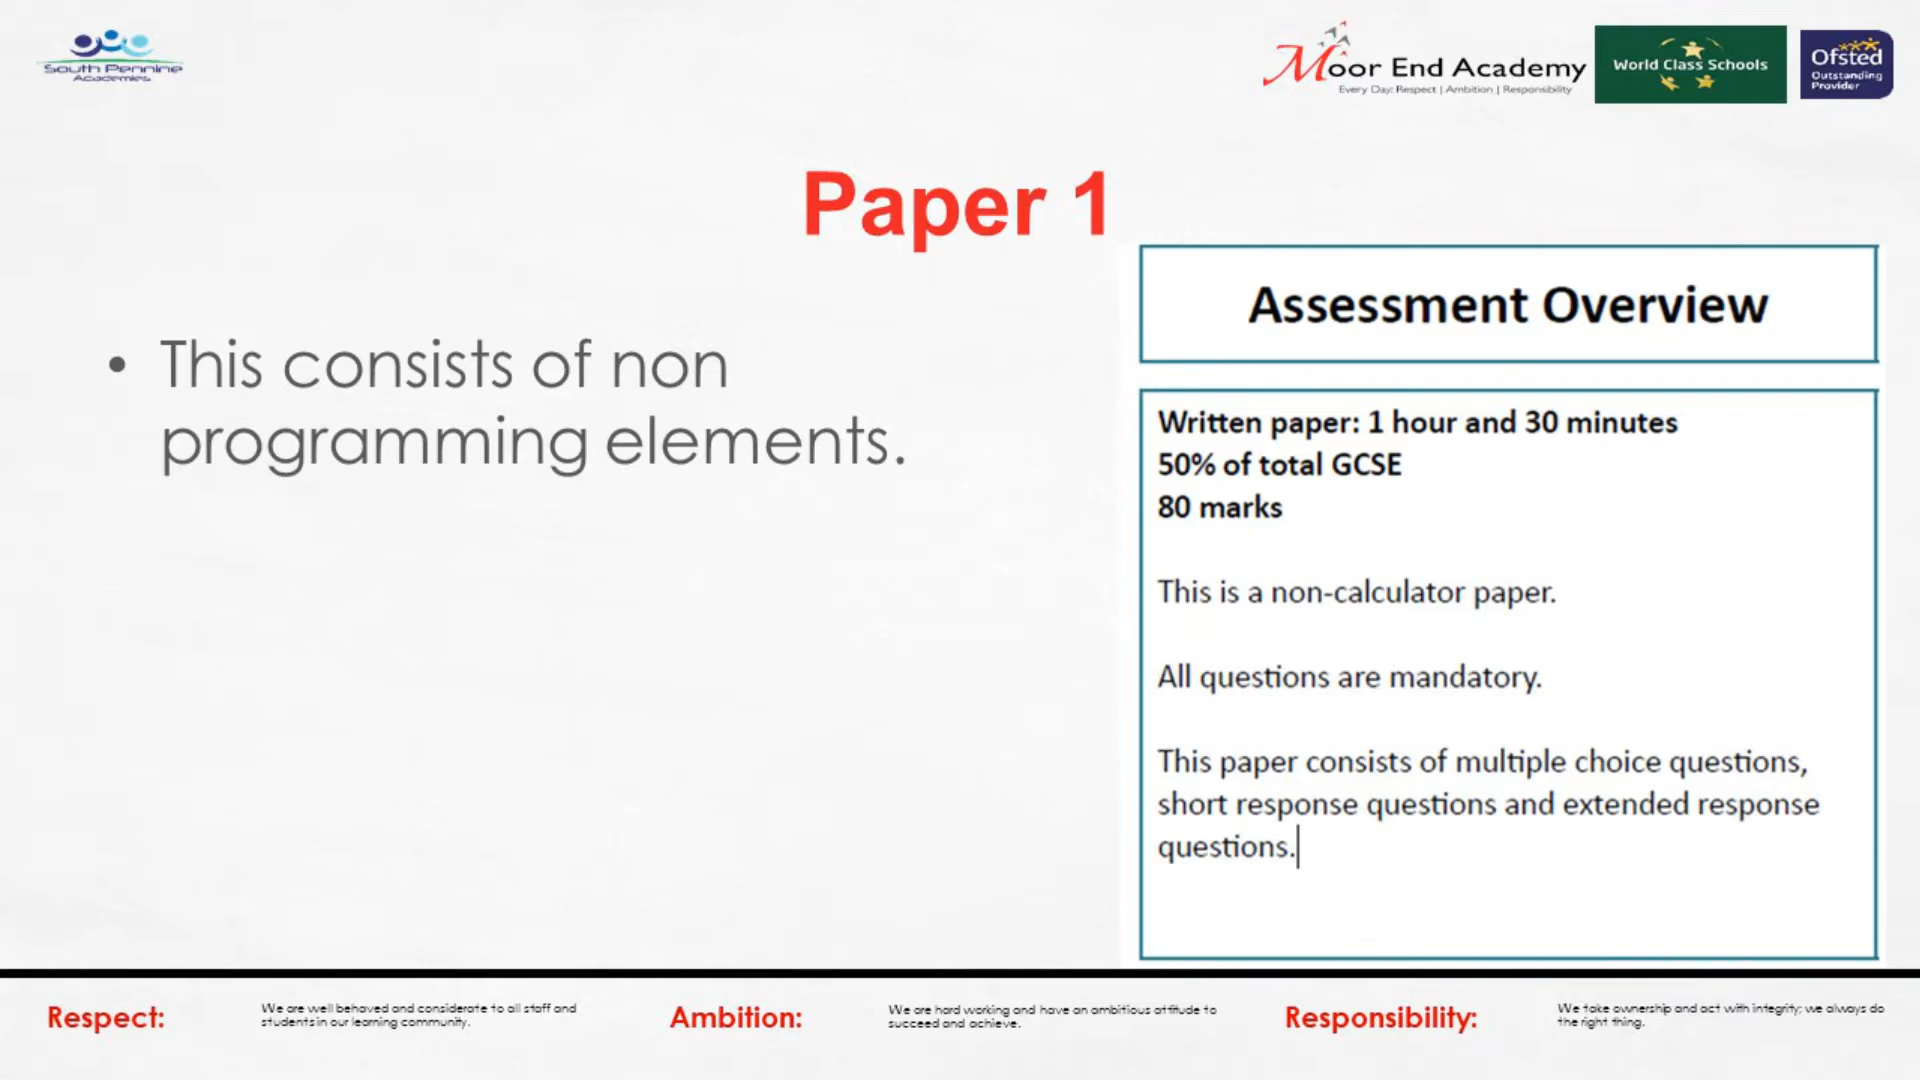 South Pennine
Academies
Moor End Academy
Every Day: Respect | Ambition | Responsibility
World Class Schools
Ofsted
Outstanding
Provider
Paper 1
• This consists of non
programming elements.
Assessment Overview
Written paper: 1 hour and 30 minutes
50% of total GCSE
80 marks
This is a non-calculator paper.
All questions are mandatory.
This paper consists of multiple choice questions,
short response questions and extended response
questions.
Respect:
We are well behaved and considerate to all staff and
students in our learning community.
Ambition:
We are hard working and have an ambitious attitude to
succeed and achieve.
Responsibility:
We take ownership and act with integrity; we always do
the right thing.